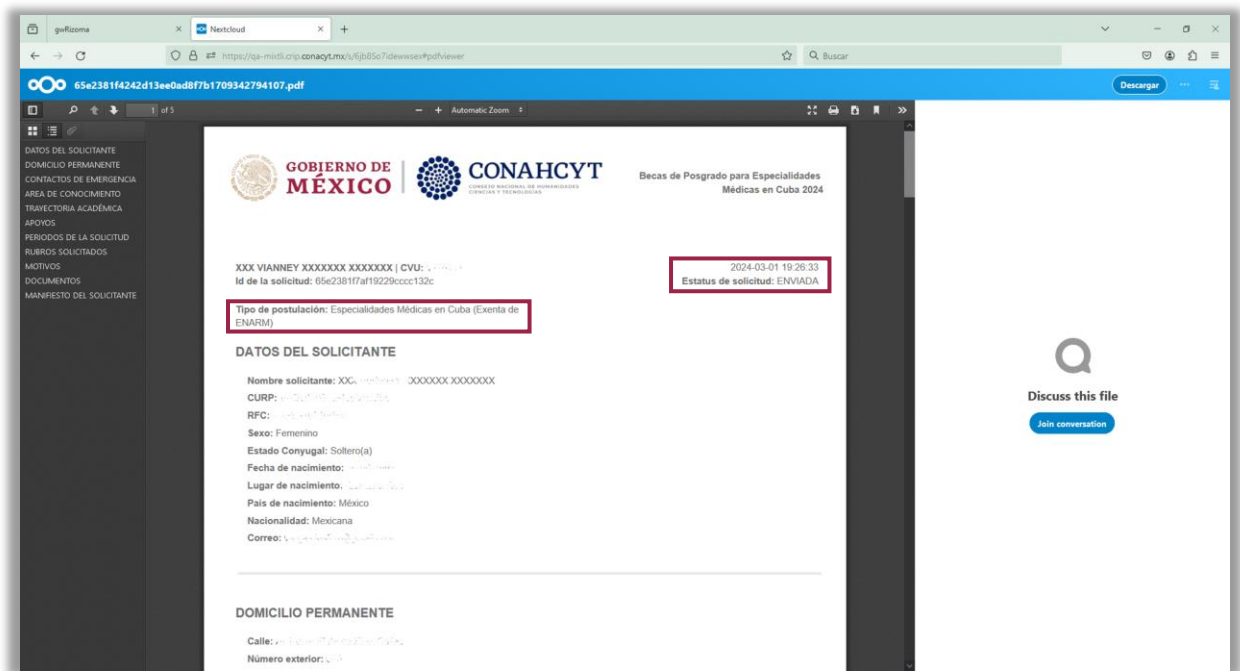 gwRizoma
Nextcloud
https://qa-mixtli.crip.conacyt.mx/s/6jb85o7idewwsex#pdfviewer
Buscar
65e2381f4242d13ee0ad8f7b1709342794107.pdf
Descargar
1 of 5
Automatic Zoom
DATOS DEL SOLICITANTE
DOMICILIO PERMANENTE
CONTACTOS DE EMERGENCIA
AREA DE CONOCIMIENTO
TRAYECTORIA ACADÉMICA
APOYOS
PERIODOS DE LA SOLICITUD
RUBROS SOLICITADOS
MOTIVOS
DOCUMENTOS
MANIFIESTO DEL SOLICITANTE
GOBIERNO DE
MÉXICO
CONAHCYT
CONSEJO NACIONAL DE HUMANIDADES
CIENCIAS Y TECNOLOGÍAS
Becas de Posgrado para Especialidades
Médicas en Cuba 2024
XXX VIANNEY XXXXXXX XXXXXXX | CVU:
Id de la solicitud: 65e2381f7af19229cccc132c
2024-03-01 19:26:33
Estatus de solicitud: ENVIADA
Tipo de postulación: Especialidades Médicas en Cuba (Exenta de
ENARM)
DATOS DEL SOLICITANTE
Nombre solicitante: XX XXXXXX XXXXXXX
CURP:
RFC:
Sexo: Femenino
Estado Conyugal: Soltero(a)
Fecha de nacimiento:
Lugar de nacimiento:
País de nacimiento: México
Nacionalidad: Mexicana
Correo:
DOMICILIO PERMANENTE
Calle:
Número exterior:
Discuss this file
Join conversation